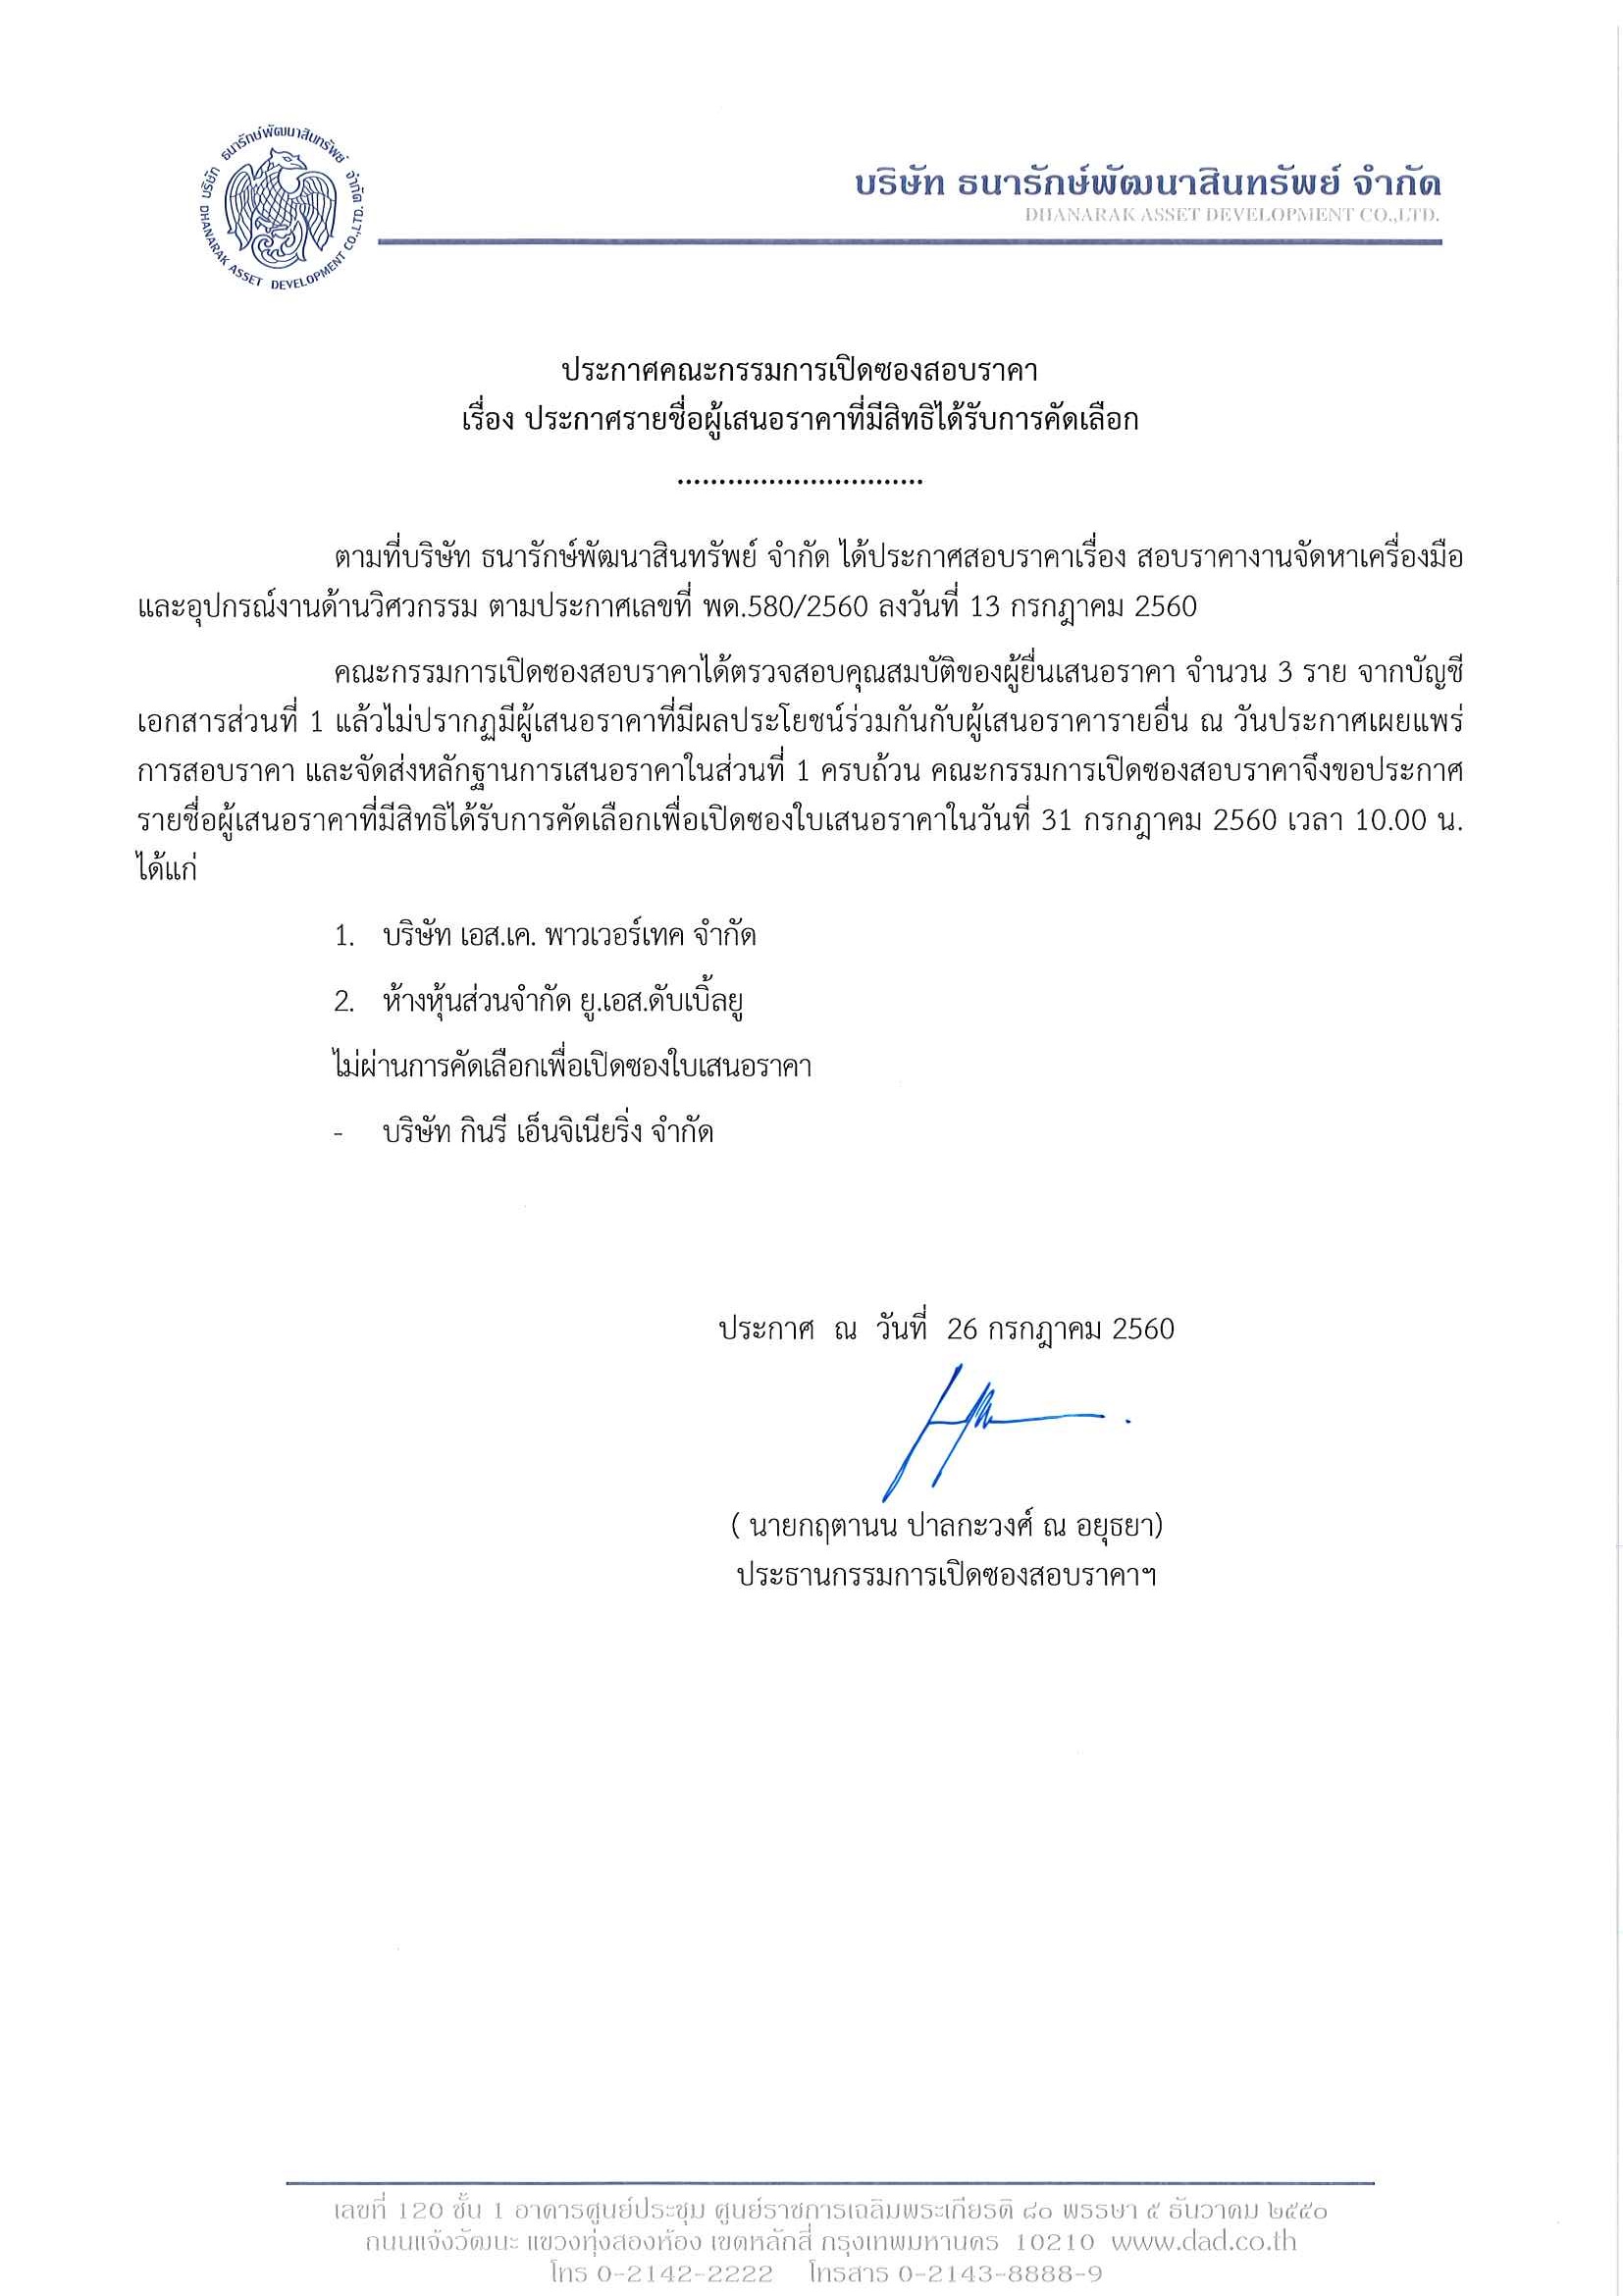 บริษัท ธนารักษ์พัฒนาสินทรัพย์ จำกัด
DHANARAK ASSET DEVELOPMENT CO.,LTD.
บริษัท ธนารักษ์พัฒนาสินทรัพย์ จำกัด
DHANARAK ASSET DEVELOPMENT CO.,LTD.
ประกาศคณะกรรมการเปิดซองสอบราคา
เรื่อง ประกาศรายชื่อผู้เสนอราคาที่มีสิทธิได้รับการคัดเลือก
..............................
ตามที่บริษัท ธนารักษ์พัฒนาสินทรัพย์ จำกัด ได้ประกาศสอบราคาเรื่อง สอบราคางานจัดหาเครื่องมือ
และอุปกรณ์งานด้านวิศวกรรม ตามประกาศเลขที่ พด.580/2560 ลงวันที่ 13 กรกฎาคม 2560
คณะกรรมการเปิดซองสอบราคาได้ตรวจสอบคุณสมบัติของผู้ยื่นเสนอราคา จำนวน 3 ราย จากบัญชี
เอกสารส่วนที่ 1 แล้วไม่ปรากฏมีผู้เสนอราคาที่มีผลประโยชน์ร่วมกันกับผู้เสนอราคารายอื่น ณ วันประกาศเผยแพร่
การสอบราคา และจัดส่งหลักฐานการเสนอราคาในส่วนที่ 1 ครบถ้วน คณะกรรมการเปิดซองสอบราคาจึงขอประกาศ
รายชื่อผู้เสนอราคาที่มีสิทธิได้รับการคัดเลือกเพื่อเปิดซองใบเสนอราคาในวันที่ 31 กรกฎาคม 2560 เวลา 10.00 น.
ได้แก่
1. บริษัท เอส.เค. พาวเวอร์เทค จำกัด
2. ห้างหุ้นส่วนจำกัด ยู.เอส.ดับเบิ้ลยู
ไม่ผ่านการคัดเลือกเพื่อเปิดซองใบเสนอราคา
- บริษัท กินรี เอ็นจิเนียริ่ง จำกัด
ประกาศ ณ วันที่ 26 กรกฎาคม 2560
( นายกฤตานน ปาลกะวงศ์ ณ อยุธยา)
ประธานกรรมการเปิดซองสอบราคาฯ
เลขที่ 120 ชั้น 1 อาคารศูนย์ประชุม ศูนย์ราชการเฉลิมพระเกียรติ ๘๐ พรรษา ๕ ธันวาคม ๒๕๕๐
ถนนแจ้งวัฒนะ แขวงทุ่งสองห้อง เขตหลักสี่ กรุงเทพมหานคร 10210 www.dad.co.th
โทร 0-2142-2222 โทรสาร 0-2143-8888-9